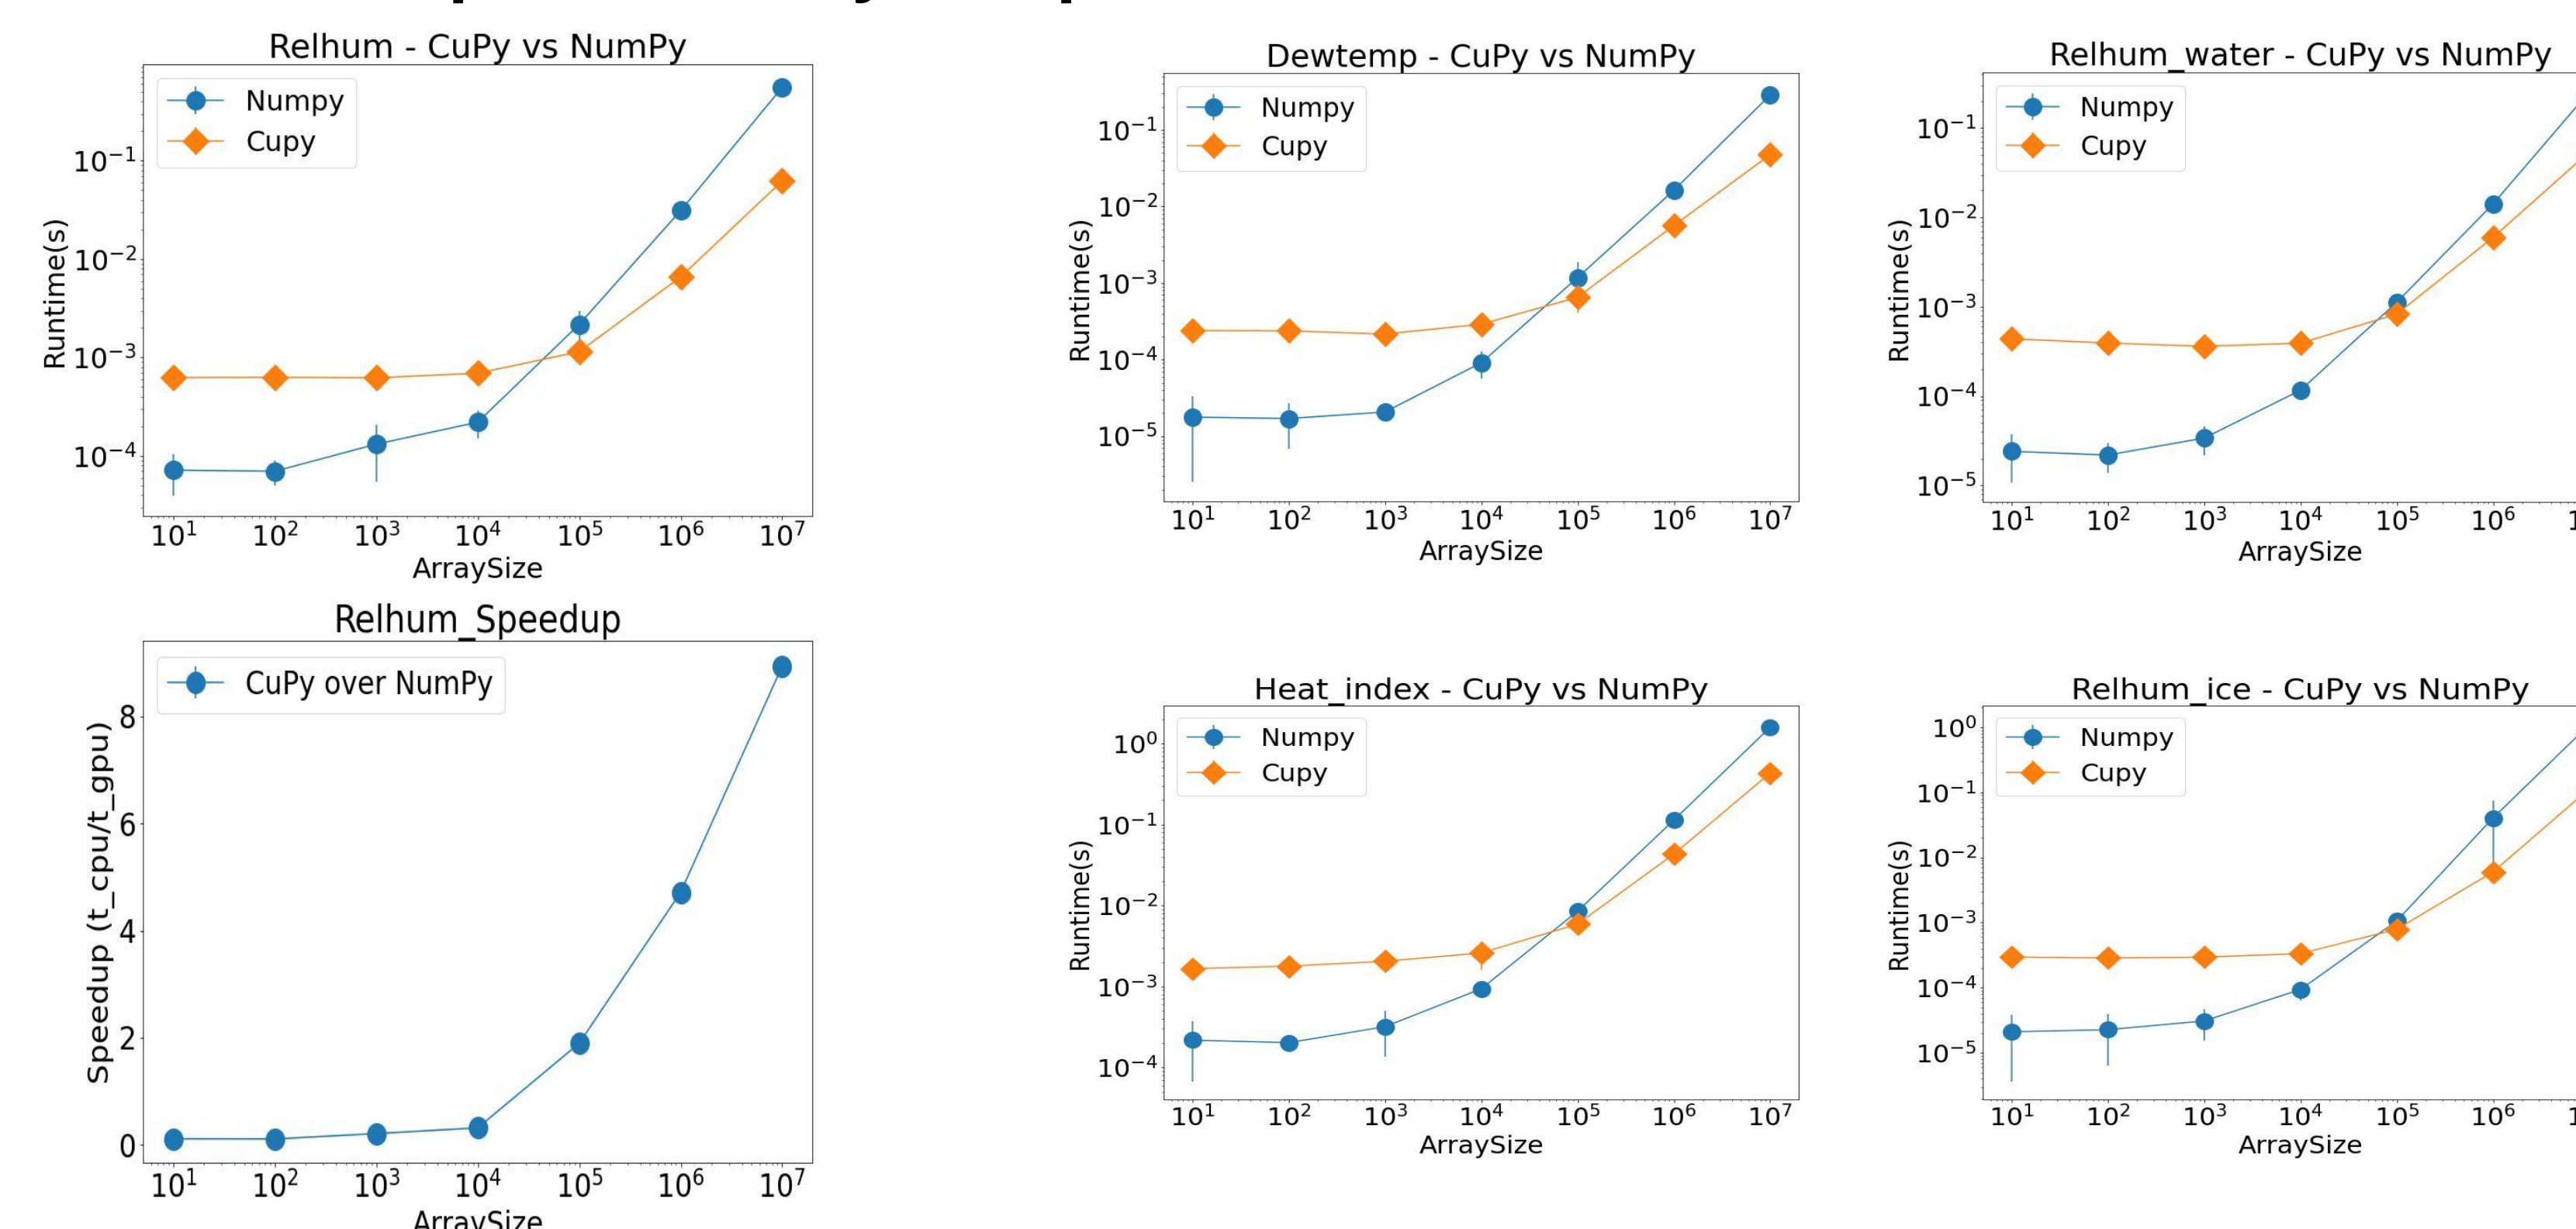 Relhum - CuPy vs NumPy
Numpy
Cupy
Runtime(s)
10⁻¹
10⁻²
10⁻³
10⁻⁴
10¹ 10² 10³ 10⁴ 10⁵ 10⁶ 10⁷
ArraySize
Dewtemp - CuPy vs NumPy
Numpy
Cupy
Runtime(s)
10⁻¹
10⁻²
10⁻³
10⁻⁴
10⁻⁵
10¹ 10² 10³ 10⁴ 10⁵ 10⁶ 10⁷
ArraySize
Relhum_water - CuPy vs NumPy
Numpy
Cupy
Runtime(s)
10⁻¹
10⁻²
10⁻³
10⁻⁴
10⁻⁵
10¹ 10² 10³ 10⁴ 10⁵ 10⁶
ArraySize
Relhum_Speedup
CuPy over NumPy
Speedup (t_cpu/t_gpu)
8
6
4
2
0
10¹ 10² 10³ 10⁴ 10⁵ 10⁶ 10⁷
ArraySize
Heat_index - CuPy vs NumPy
Numpy
Cupy
Runtime(s)
10⁰
10⁻¹
10⁻²
10⁻³
10⁻⁴
10¹ 10² 10³ 10⁴ 10⁵ 10⁶ 10⁷
ArraySize
Relhum_ice - CuPy vs NumPy
Numpy
Cupy
Runtime(s)
10⁰
10⁻¹
10⁻²
10⁻³
10⁻⁴
10⁻⁵
10¹ 10² 10³ 10⁴ 10⁵ 10⁶
ArraySize